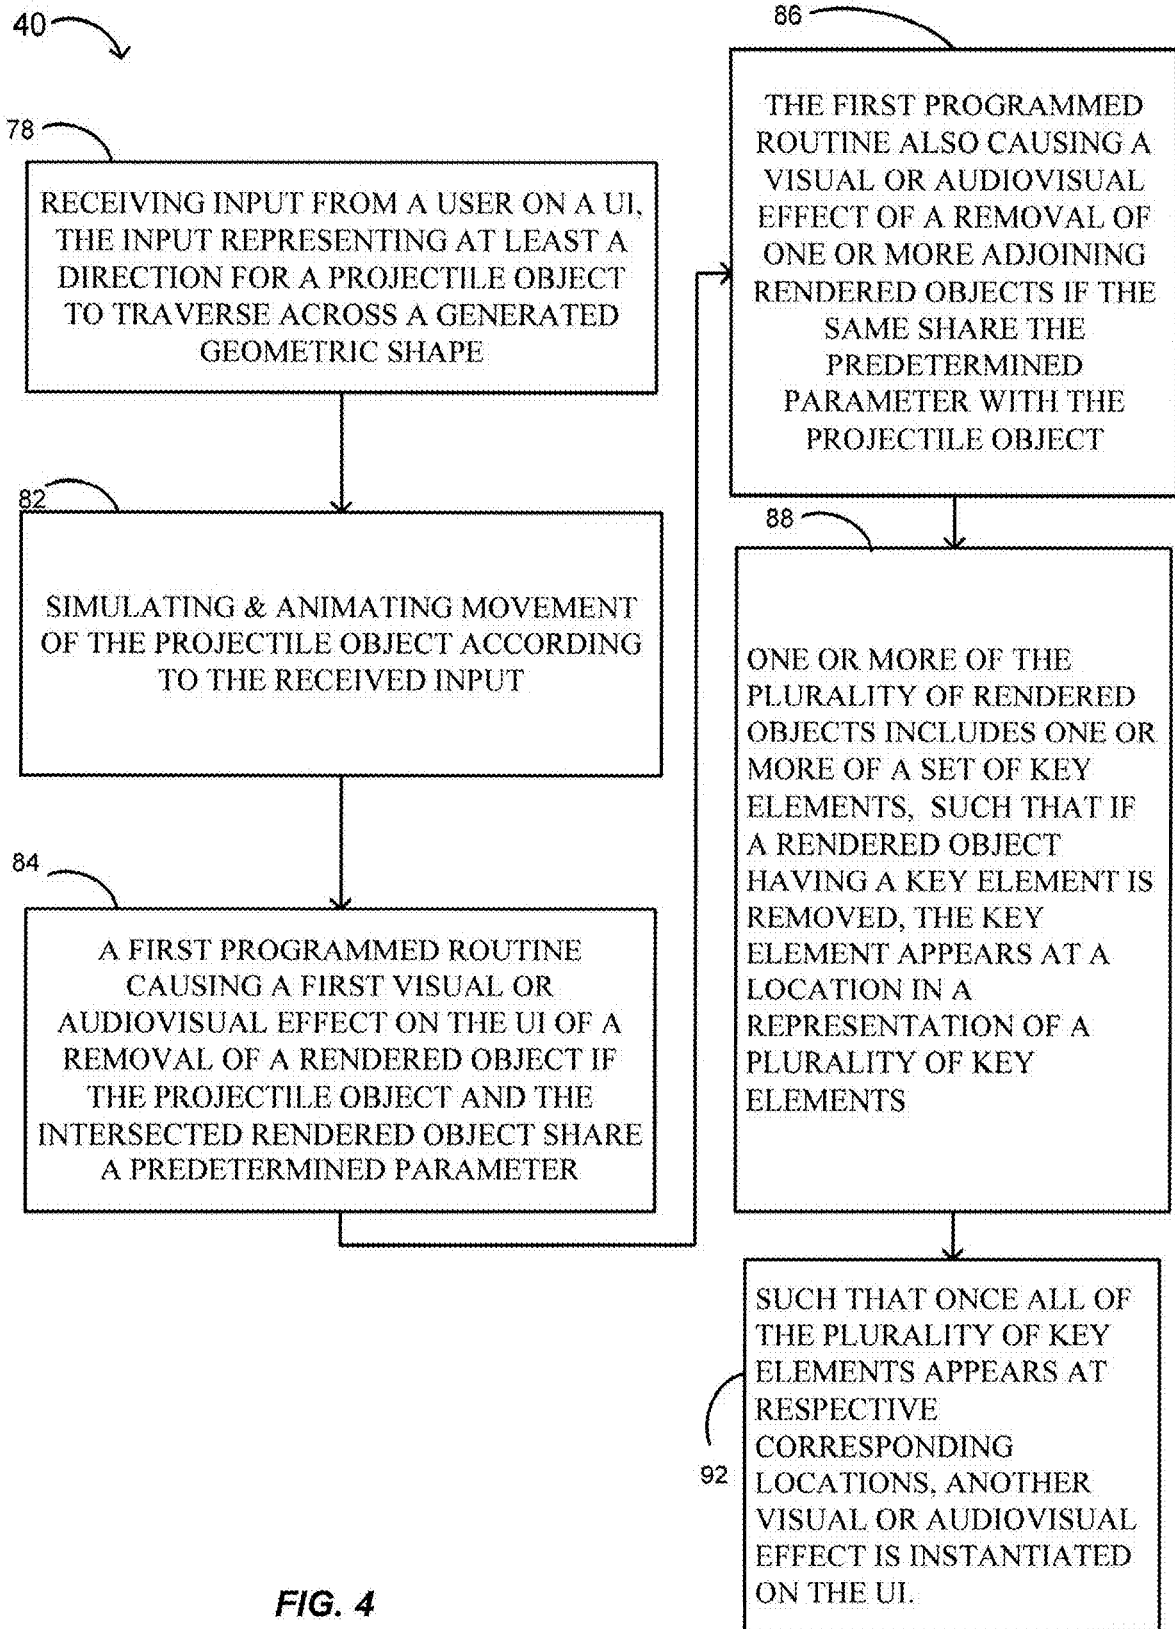 40
78
RECEIVING INPUT FROM A USER ON A UI,
THE INPUT REPRESENTING AT LEAST A
DIRECTION FOR A PROJECTILE OBJECT
TO TRAVERSE ACROSS A GENERATED
GEOMETRIC SHAPE
82
SIMULATING & ANIMATING MOVEMENT
OF THE PROJECTILE OBJECT ACCORDING
TO THE RECEIVED INPUT
84
A FIRST PROGRAMMED ROUTINE
CAUSING A FIRST VISUAL OR
AUDIOVISUAL EFFECT ON THE UI OF A
REMOVAL OF A RENDERED OBJECT IF
THE PROJECTILE OBJECT AND THE
INTERSECTED RENDERED OBJECT SHARE
A PREDETERMINED PARAMETER
86
THE FIRST PROGRAMMED
ROUTINE ALSO CAUSING A
VISUAL OR AUDIOVISUAL
EFFECT OF A REMOVAL OF
ONE OR MORE ADJOINING
RENDERED OBJECTS IF THE
SAME SHARE THE
PREDETERMINED
PARAMETER WITH THE
PROJECTILE OBJECT
88
ONE OR MORE OF THE
PLURALITY OF RENDERED
OBJECTS INCLUDES ONE OR
MORE OF A SET OF KEY
ELEMENTS, SUCH THAT IF
A RENDERED OBJECT
HAVING A KEY ELEMENT IS
REMOVED, THE KEY
ELEMENT APPEARS AT A
LOCATION IN A
REPRESENTATION OF A
PLURALITY OF KEY
ELEMENTS
92
SUCH THAT ONCE ALL OF
THE PLURALITY OF KEY
ELEMENTS APPEARS AT
RESPECTIVE
CORRESPONDING
LOCATIONS, ANOTHER
VISUAL OR AUDIOVISUAL
EFFECT IS INSTANTIATED
ON THE UI.
FIG. 4